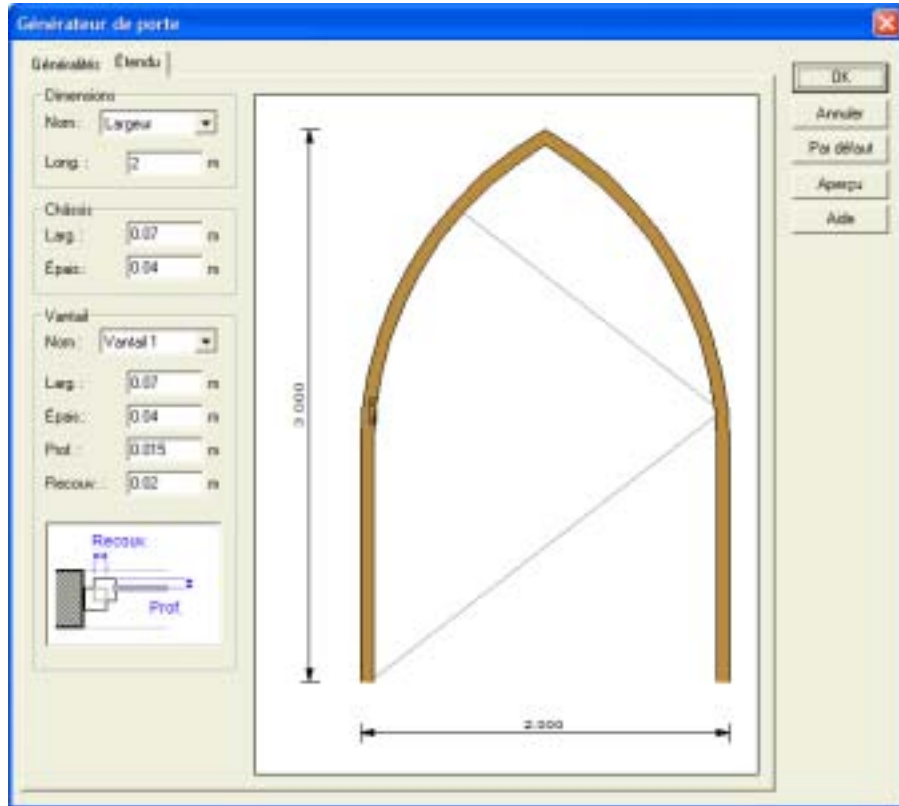 Générateur de porte
Généralités Étendu
Dimensions
Nom : Largeur
Long. : 2 m
Châssis
Larg. : 0.07 m
Épais.: 0.04 m
Vantail
Nom : Vantail 1
Larg. : 0.07 m
Épais.: 0.04 m
Prof. : 0.015 m
Recouv. : 0.02 m
Recouv.
Prof.
3.000
2.000
OK
Annuler
Par défaut
Aperçu
Aide